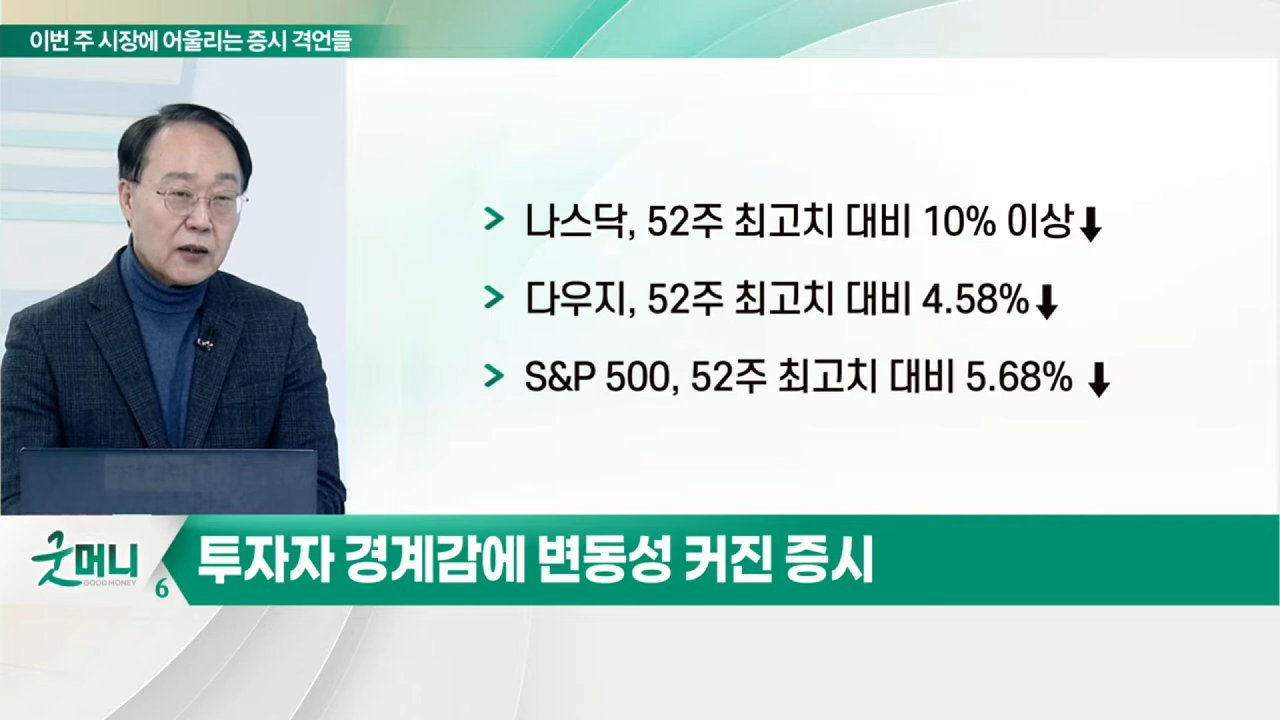 이번 주 시장에 어울리는 증시 격언들
> 나스닥, 52주 최고치 대비 10% 이상⬇
> 다우지, 52주 최고치 대비 4.58%⬇
> S&P 500, 52주 최고치 대비 5.68% ⬇
굿머니
GOOD MONEY
6
투자자 경계감에 변동성 커진 증시